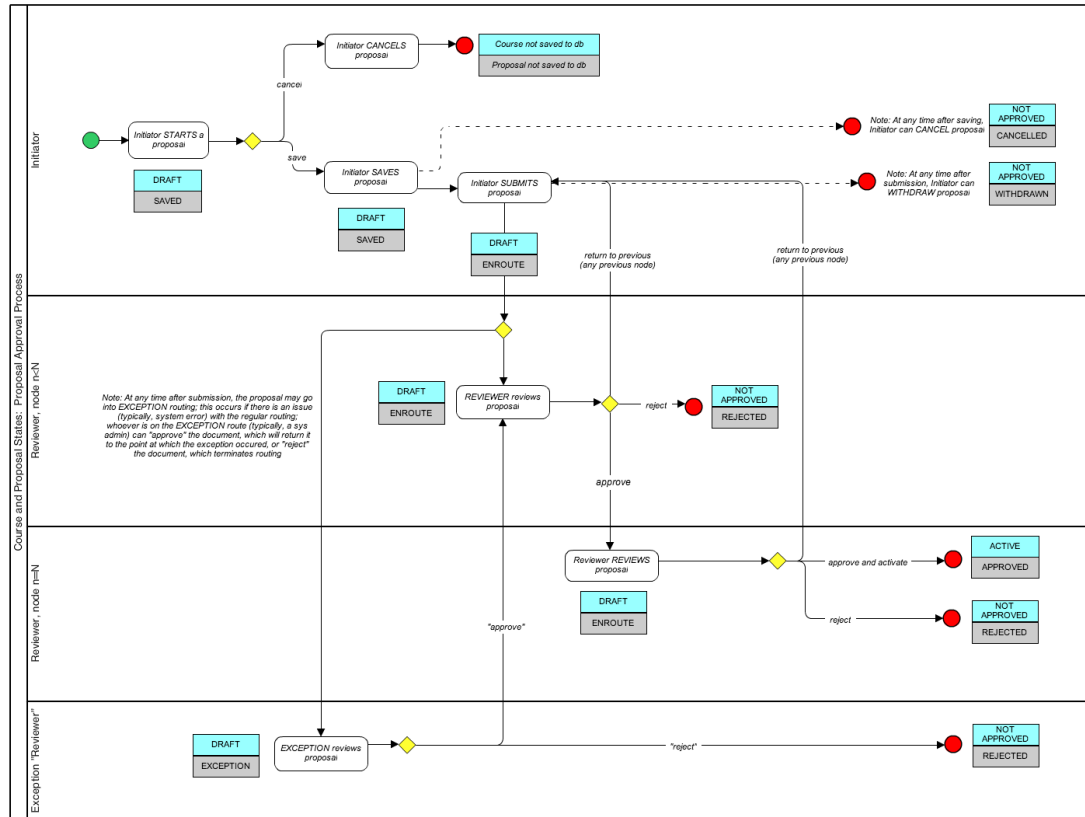 Course and Proposal States: Proposal Approval Process
Initiator
Initiator CANCELS
proposal
Course not saved to db
Proposal not saved to db
cancel
Initiator STARTS a
proposal
DRAFT
SAVED
save
Initiator SAVES
proposal
DRAFT
SAVED
Initiator SUBMITS
proposal
DRAFT
ENROUTE
Note: At any time after saving,
Initiator can CANCEL proposal
NOT
APPROVED
CANCELLED
Note: At any time after
submission, Initiator can
WITHDRAW proposal
NOT
APPROVED
WITHDRAWN
return to previous
(any previous node)
return to previous
(any previous node)
Reviewer, node n<N
Note: At any time after submission, the proposal may go
into EXCEPTION routing; this occurs if there is an issue
(typically, system error) with the regular routing;
whoever is on the EXCEPTION route (typically, a sys
admin) can "approve" the document, which will return it
to the point at which the exception occured, or "reject"
the document, which terminates routing
DRAFT
ENROUTE
REVIEWER reviews
proposal
reject
NOT
APPROVED
REJECTED
approve
Reviewer, node n=N
Reviewer REVIEWS
proposal
DRAFT
ENROUTE
approve and activate
ACTIVE
APPROVED
reject
NOT
APPROVED
REJECTED
"approve"
Exception "Reviewer"
DRAFT
EXCEPTION
EXCEPTION reviews
proposal
"reject"
NOT
APPROVED
REJECTED